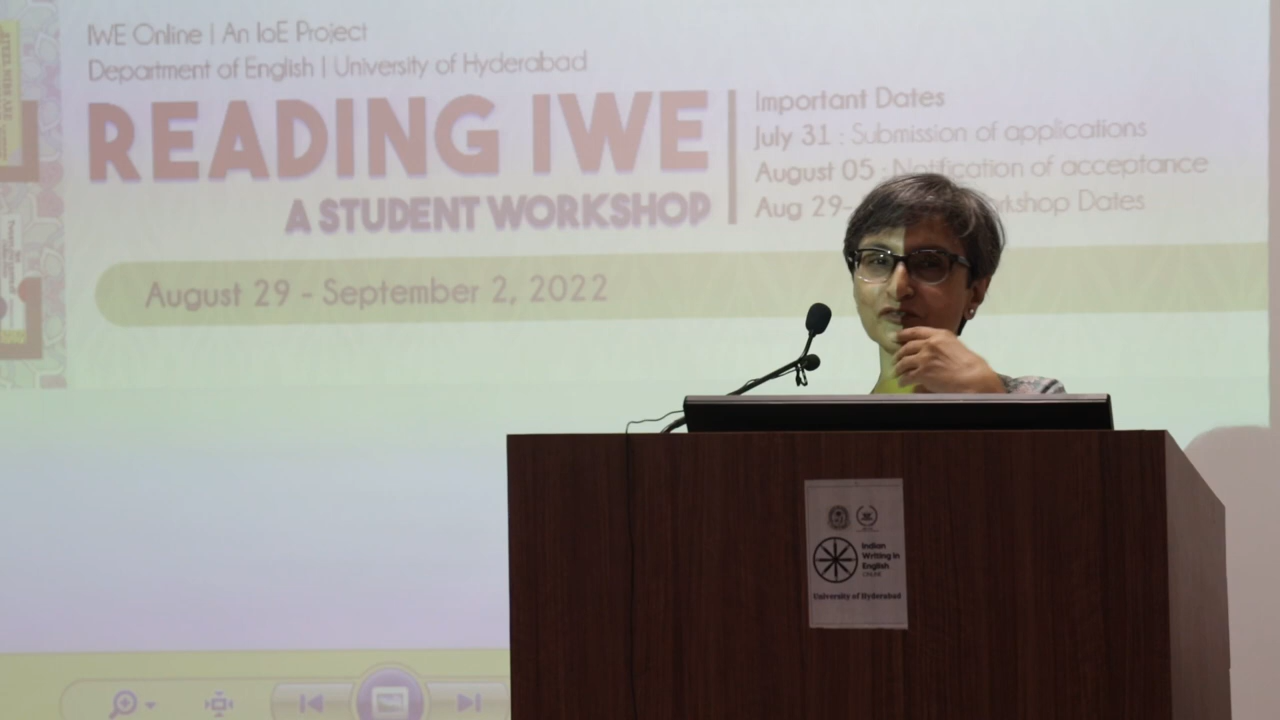 IWE Online | An IoE Project
Department of English | University of Hyderabad
READING IWE
A STUDENT WORKSHOP
August 29 - September 2, 2022
Important Dates
July 31 : Submission of applications
August 05 : Notification of acceptance
Aug 29- Workshop Dates
Indian
Writing in
English
ONLINE
University of Hyderabad